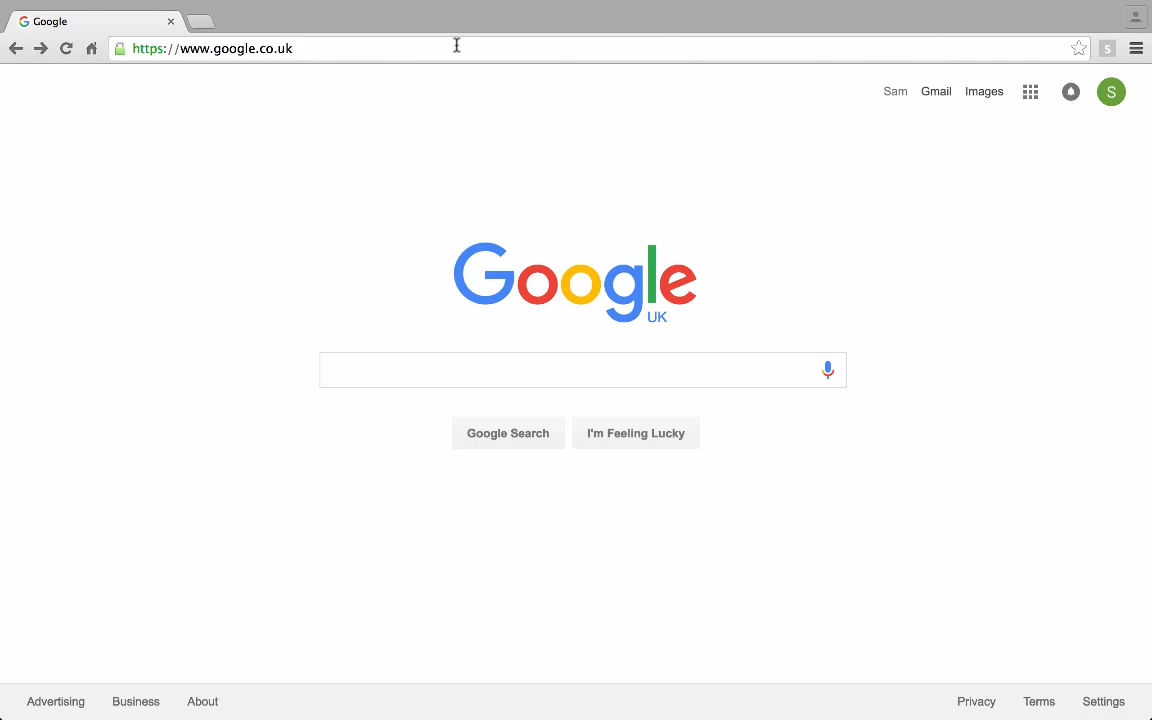 Google
https://www.google.co.uk
S
Sam Gmail Images S
Google
UK
Google Search I'm Feeling Lucky
Advertising Business About Privacy Terms Settings